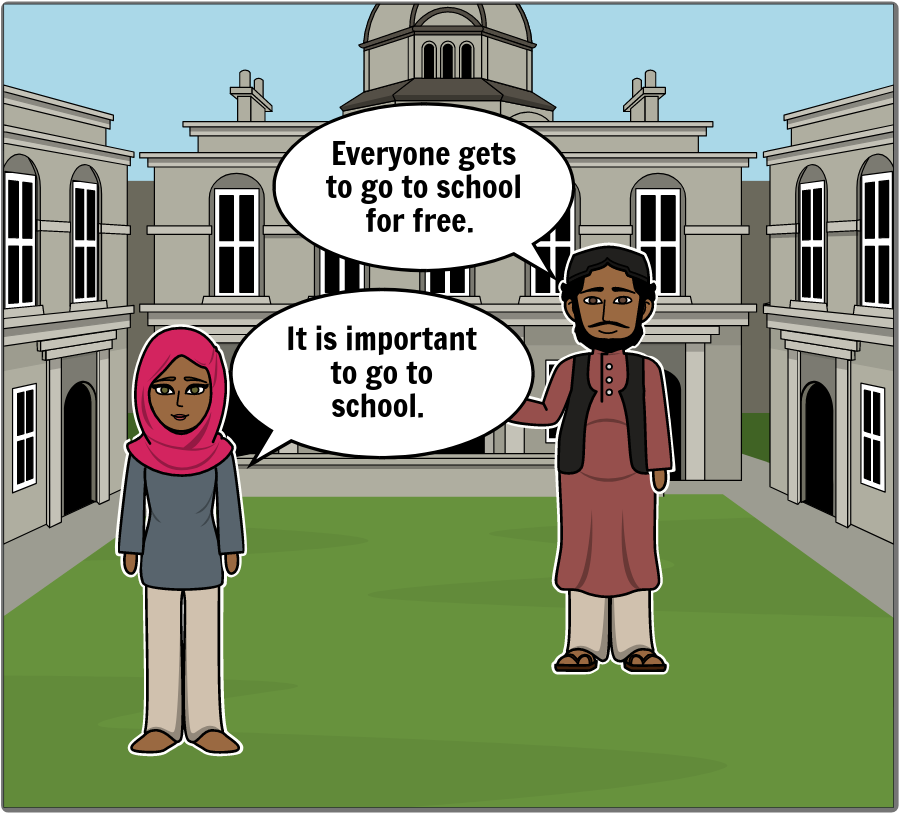 Everyone gets
to go to school
for free.
It is important
to go to
school.